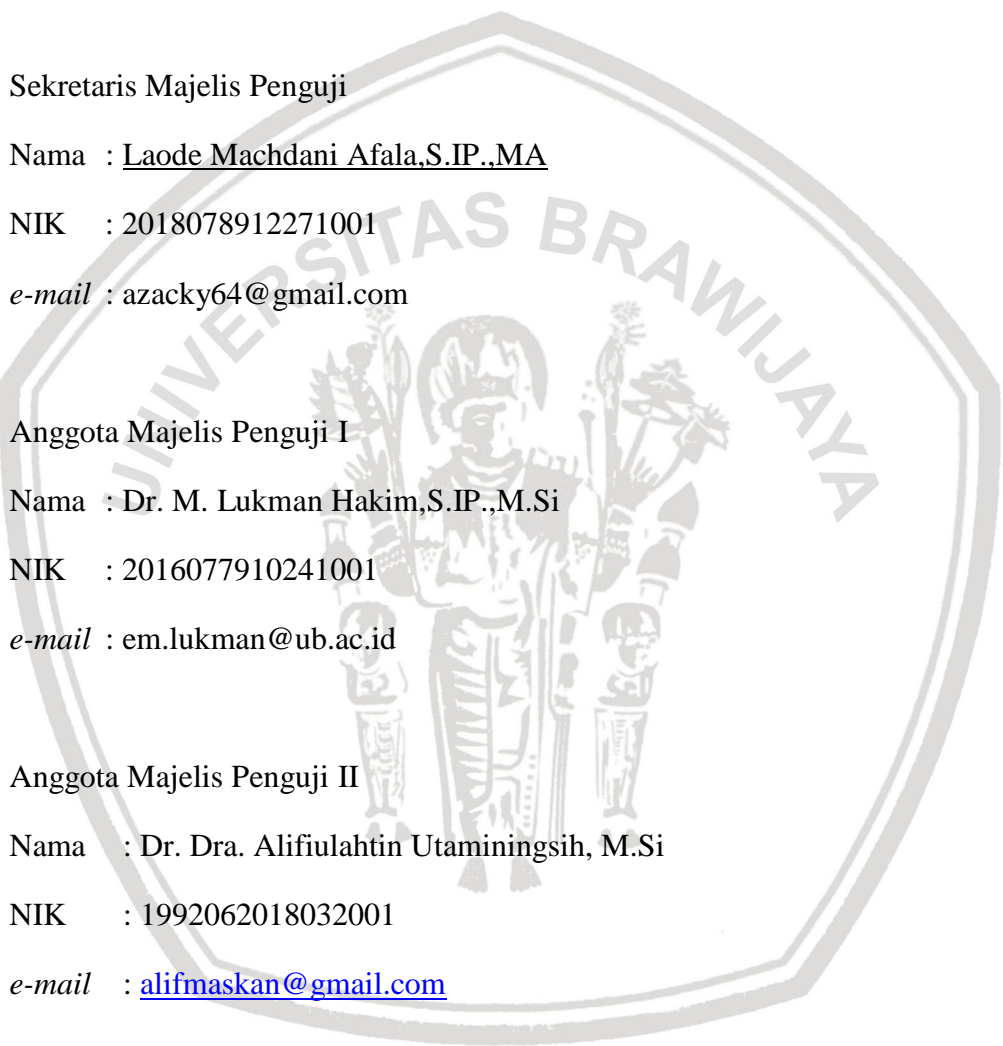 Sekretaris Majelis Penguji
Nama : Laode Machdani Afala,S.IP.,MA
NIK : 2018078912271001
e-mail : azacky64@gmail.com
Anggota Majelis Penguji I
Nama : Dr. M. Lukman Hakim,S.IP.,M.Si
NIK : 2016077910241001
e-mail : em.lukman@ub.ac.id
Anggota Majelis Penguji II
Nama : Dr. Dra. Alifiulahtin Utaminingsih, M.Si
NIK : 1992062018032001
e-mail : alifmaskan@gmail.com
UNIVERSITAS BRAWIJAYA